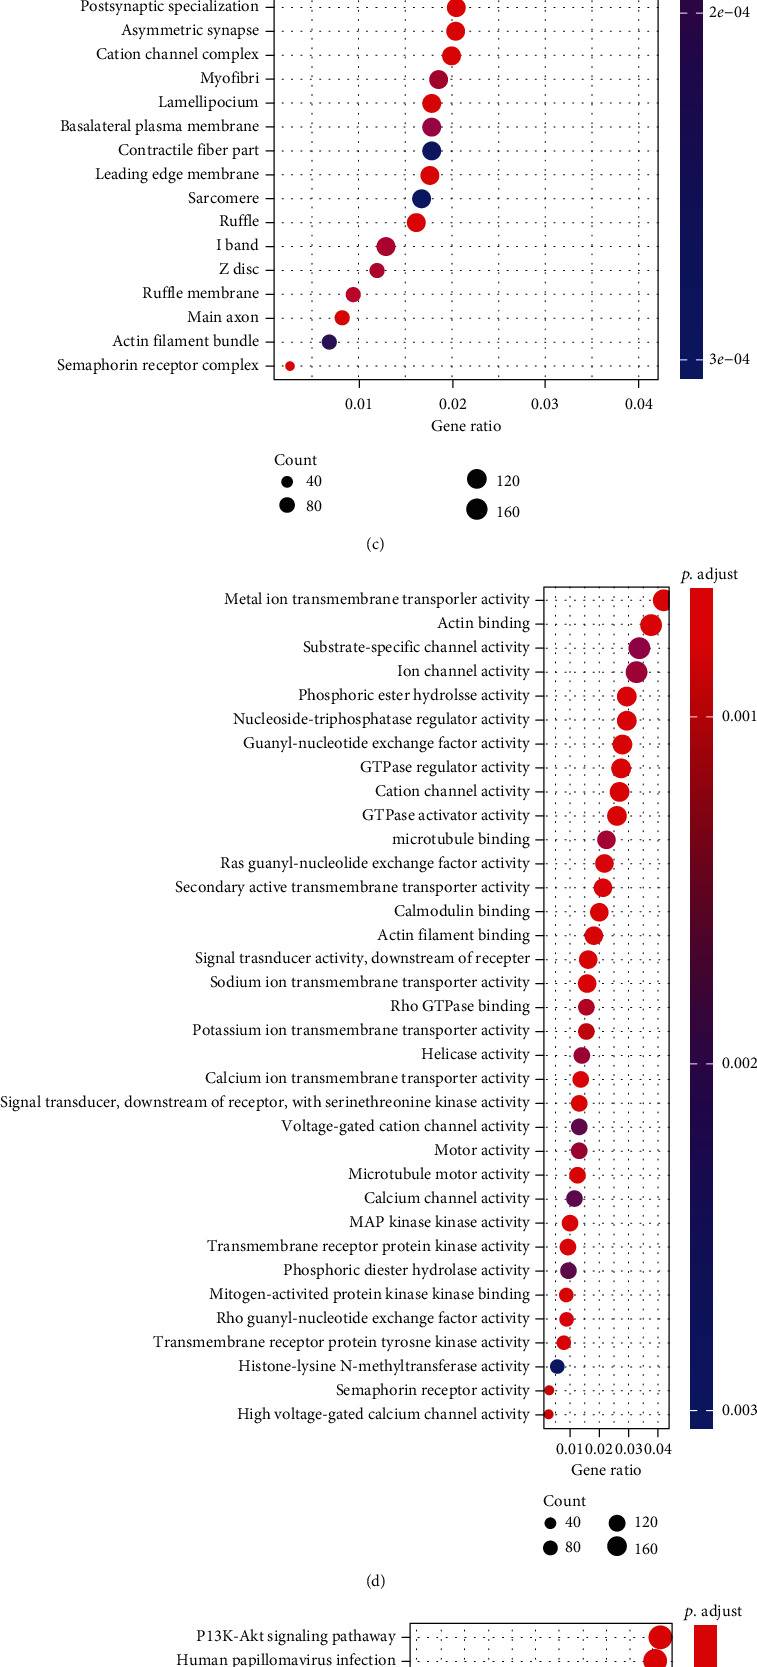 Postsynaptic specialization
Asymmetric synapse
Cation channel complex
Myofibri
Lamellipocium
Basalateral plasma membrane
Contractile fiber part
Leading edge membrane
Sarcomere
Ruffle
I band
Z disc
Ruffle membrane
Main axon
Actin filament bundle
Semaphorin receptor complex
2e–04
3e–04
0.01 0.02 0.03 0.04
Gene ratio
Count
40 120
80 160
(c)
p. adjust
Metal ion transmembrane transporler activity
Actin binding
Substrate-specific channel activity
Ion channel activity
Phosphoric ester hydrolsse activity
Nucleoside-triphosphatase regulator activity
Guanyl-nucleotide exchange factor activity
GTPase regulator activity
Cation channel activity
GTPase activator activity
microtubule binding
Ras guanyl-nucleolide exchange factor activity
Secondary active transmembrane transporter activity
Calmodulin binding
Actin filament binding
Signal trasnducer activity, downstream of recepter
Sodium ion transmembrane transporter activity
Rho GTPase binding
Potassium ion transmembrane transporter activity
Helicase activity
Calcium ion transmembrane transporter activity
Signal transducer, downstream of receptor, with serinethreonine kinase activity
Voltage-gated cation channel activity
Motor activity
Microtubule motor activity
Calcium channel activity
MAP kinase kinase activity
Transmembrane receptor protein kinase activity
Phosphoric diester hydrolase activity
Mitogen-activited protein kinase kinase binding
Rho guanyl-nucleotide exchange factor activity
Transmembrane receptor protein tyrosne kinase activity
Histone-lysine N-methyltransferase activity
Semaphorin receptor activity
High voltage-gated calcium channel activity
0.001
0.002
0.003
0.01 0.02 0.03 0.04
Gene ratio
Count
40 120
80 160
(d)
p. adjust
P13K-Akt signaling pathaway
Human papillomavirus infection